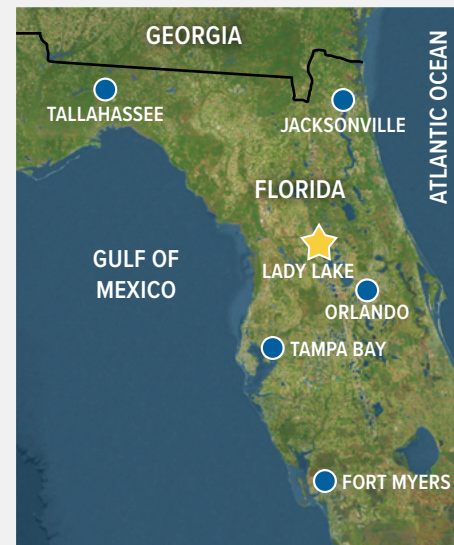 GEORGIA
TALLAHASSEE
JACKSONVILLE
ATLANTIC OCEAN
FLORIDA
GULF OF
MEXICO
LADY LAKE
ORLANDO
TAMPA BAY
FORT MYERS